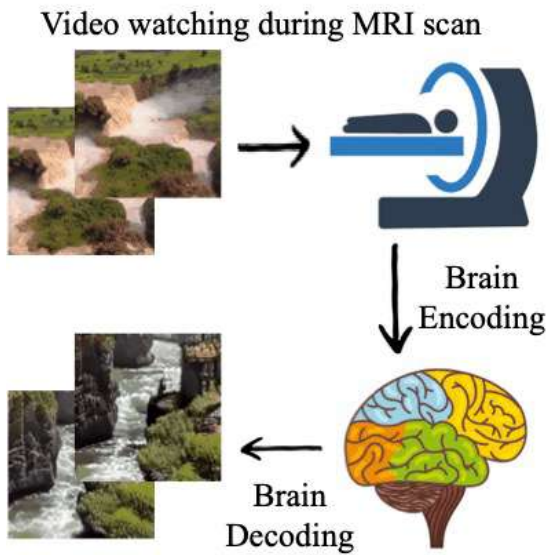 Video watching during MRI scan
Brain
Encoding
Brain
Decoding